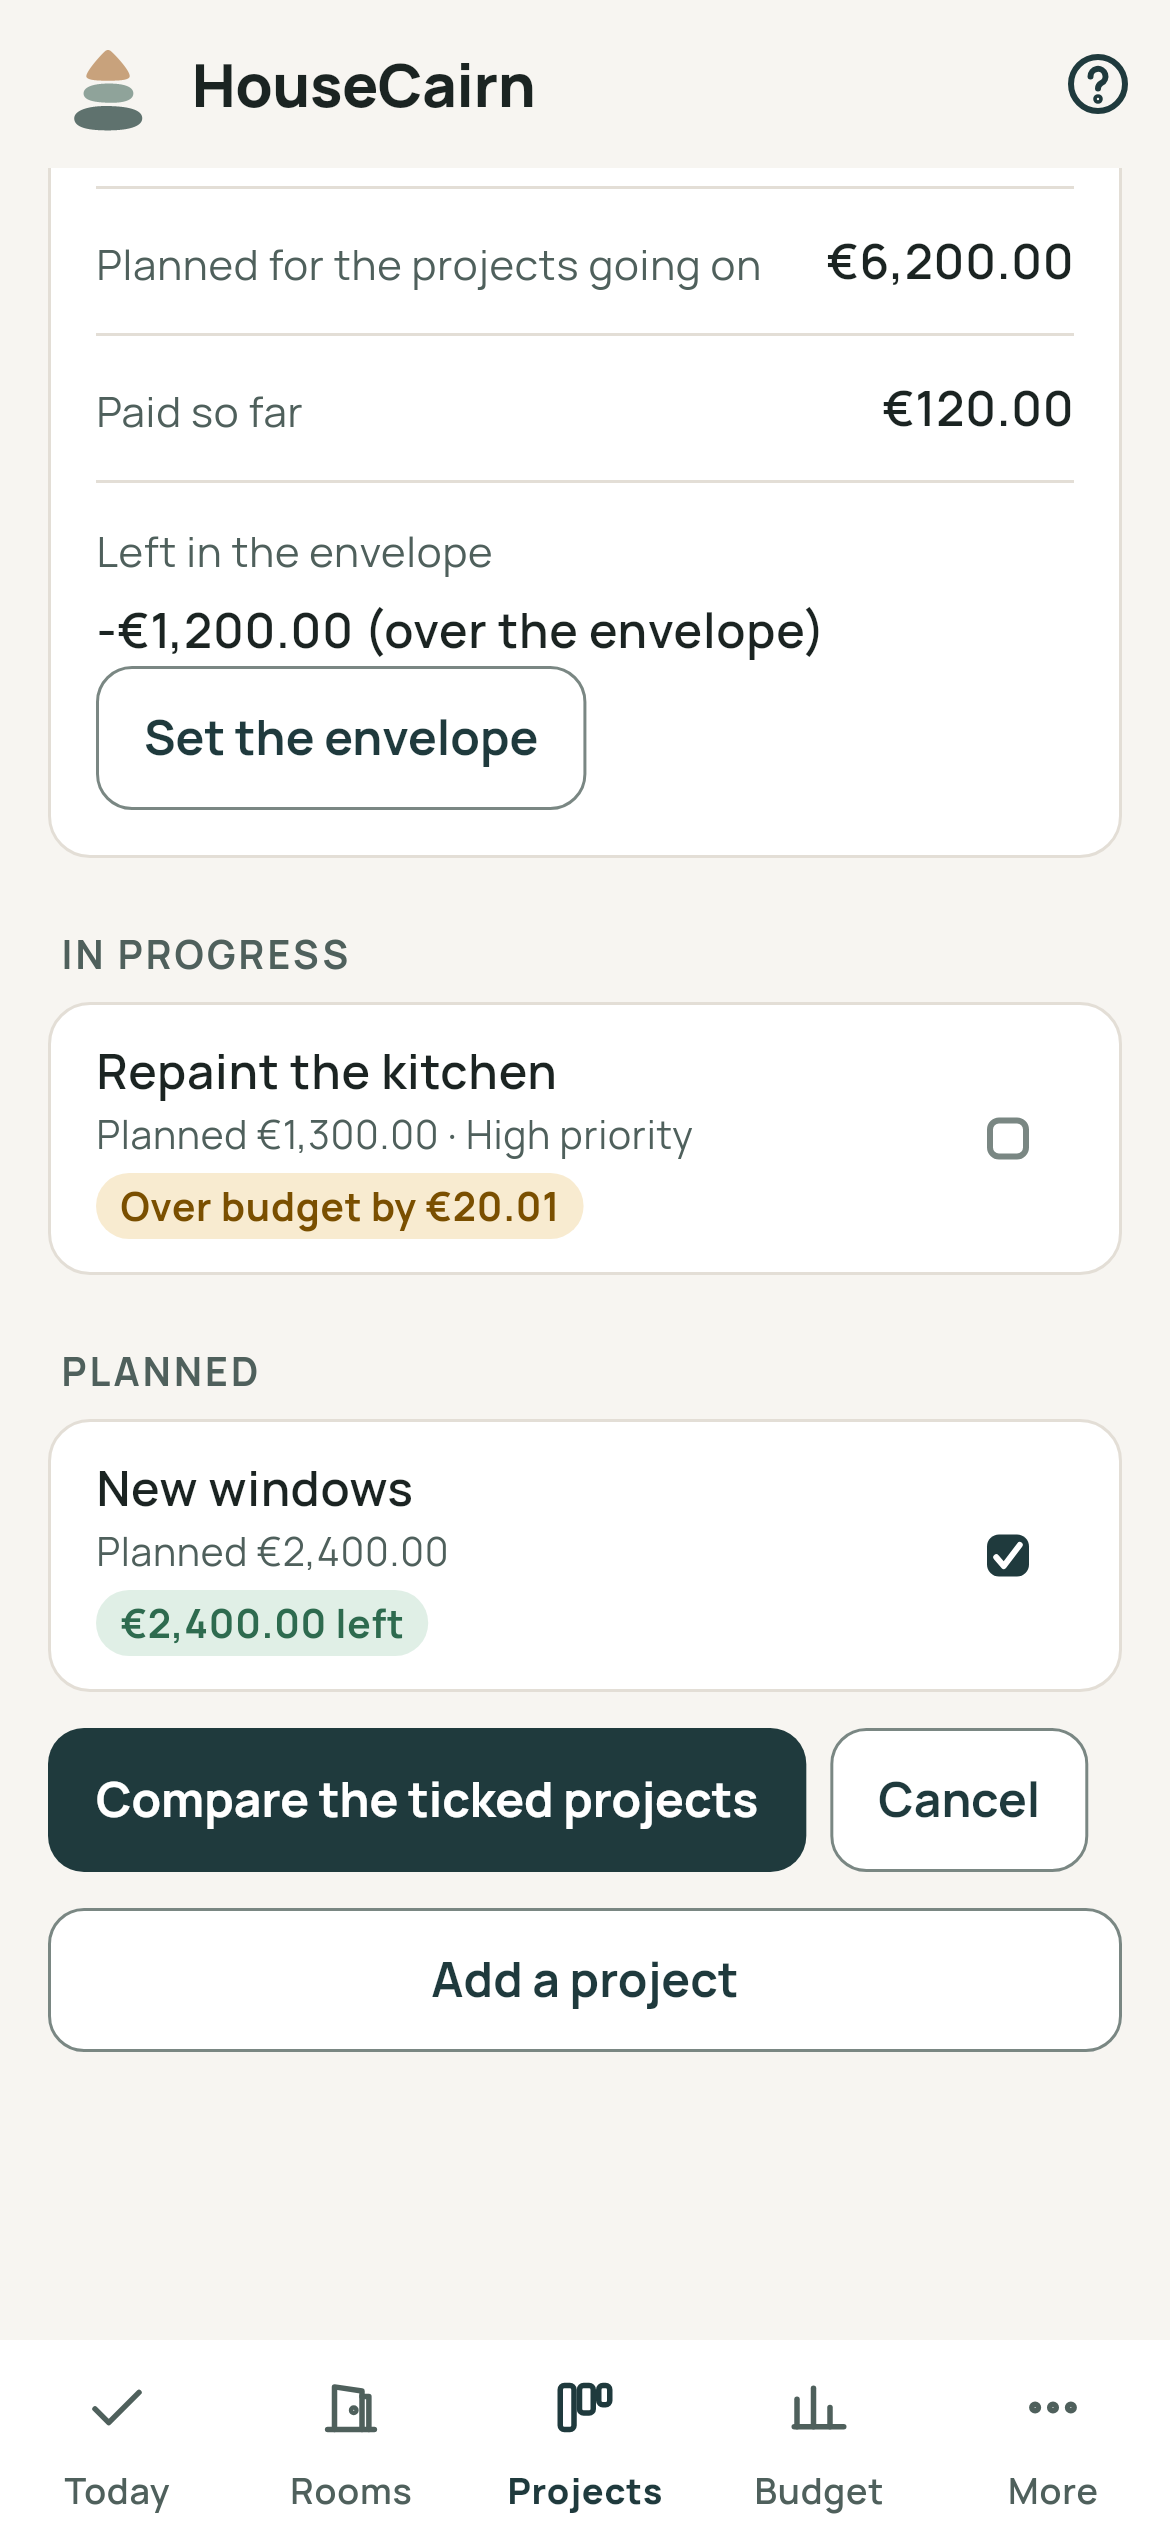 HouseCairn
Planned for the projects going on €6,200.00
Paid so far €120.00
Left in the envelope
-€1,200.00 (over the envelope)
Set the envelope
IN PROGRESS
Repaint the kitchen
Planned €1,300.00 · High priority
Over budget by €20.01
PLANNED
New windows
Planned €2,400.00
€2,400.00 left
Compare the ticked projects Cancel
Add a project
Today Rooms Projects Budget More